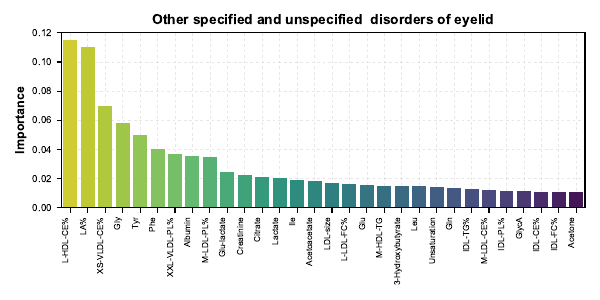 Other specified and unspecified disorders of eyelid
Importance
0.12
0.10
0.08
0.06
0.04
0.02
0.00
L-HDL-CE%
LA%
XS-VLDL-CE%
Gly
Tyr
Phe
XXL-VLDL-PL%
Albumin
M-LDL-PL%
Glu-lactate
Creatinine
Citrate
Lactate
Ile
Acetoacetate
LDL-size
L-LDL-FC%
Glu
M-HDL-TG
3-Hydroxybutyrate
Leu
Unsaturation
Gln
IDL-TG%
M-LDL-CE%
IDL-PL%
GlycA
IDL-CE%
IDL-FC%
Acetone